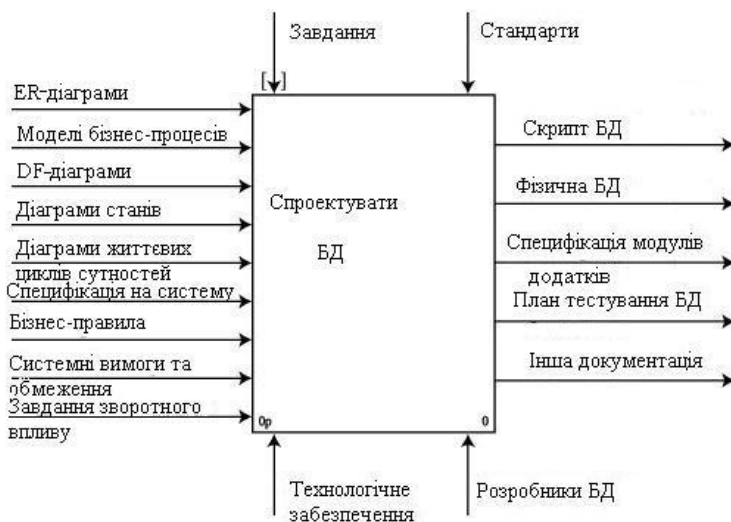 Завдання
Стандарти
[.]
ER-діаграми
Моделі бізнес-процесів
DF-діаграми
Діаграми станів
Діаграми життєвих
циклів сутностей
Специфікація на систему
Бізнес-правила
Системні вимоги та
обмеження
Завдання зворотного
впливу
Спроектувати
БД
0р
0
Скрипт БД
Фізична БД
Специфікація модулів
додатків
План тестування БД
Інша документація
Технологічне
забезпечення
Розробники БД